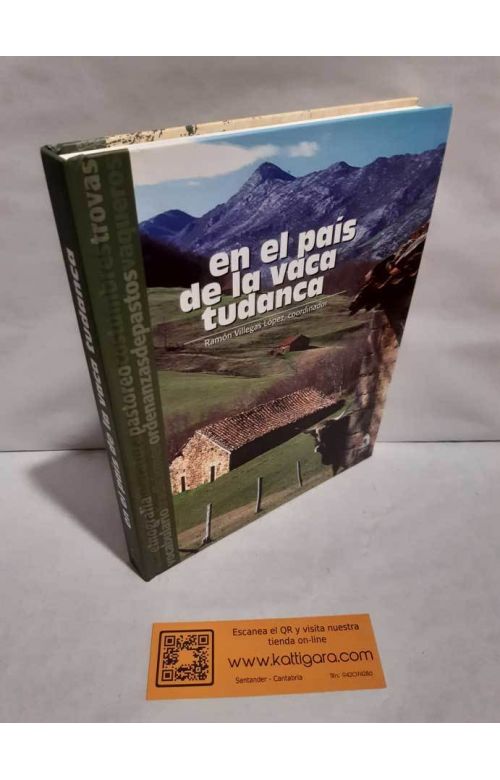 en el país
de la vaca
tudanca
Ramón Villegas López, coordinador
trovas
pastoreo
vaqueros
ordenanzasdepastos
etnografía
vocabulario
en el país de la vaca tudanca
Escanea el QR y visita nuestra
tienda on-line
www.kattigara.com
Santander - Cantabria